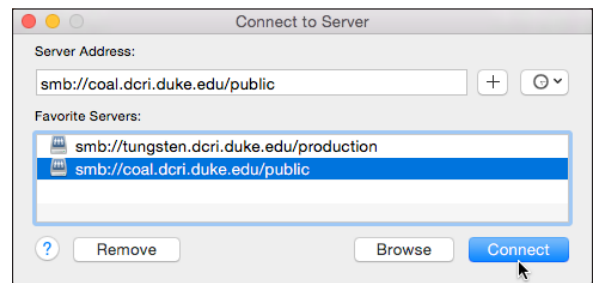 Connect to Server
Server Address:
smb://coal.dcri.duke.edu/public
+
Favorite Servers:
smb://tungsten.dcri.duke.edu/production
smb://coal.dcri.duke.edu/public
? Remove Browse Connect